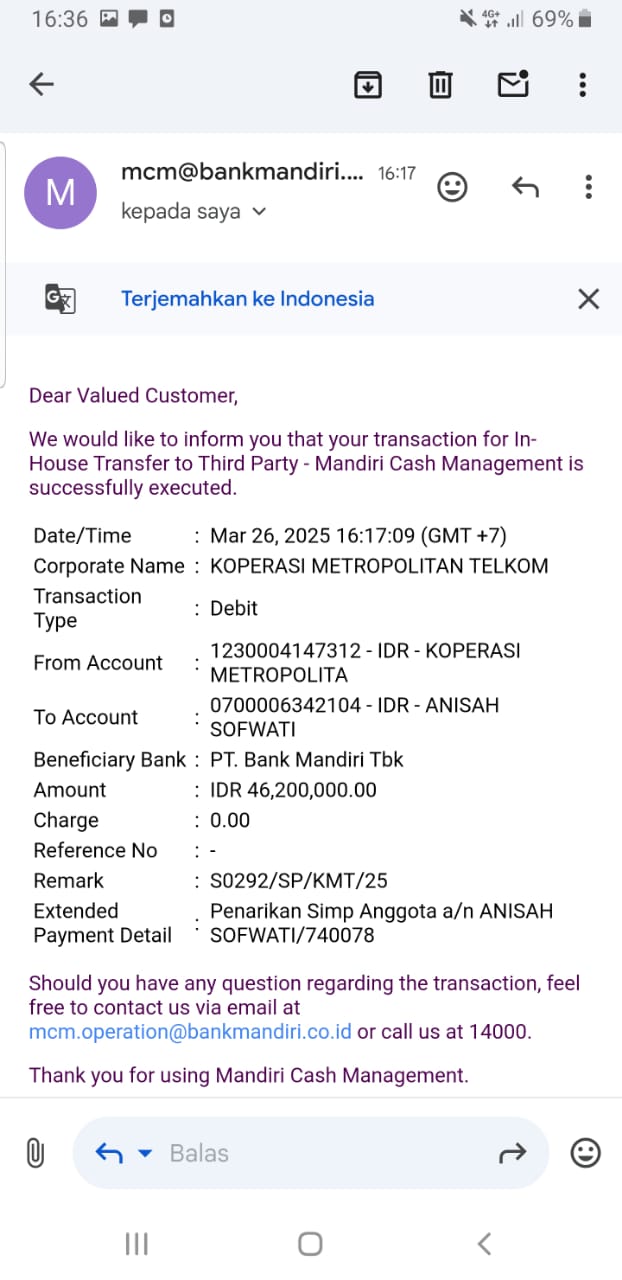 16:36 4G+ 69%
mcm@bankmandiri.... 16:17
M
kepada saya
Terjemahkan ke Indonesia
Dear Valued Customer,
We would like to inform you that your transaction for In-
House Transfer to Third Party - Mandiri Cash Management is
successfully executed.
Date/Time : Mar 26, 2025 16:17:09 (GMT +7)
Corporate Name : KOPERASI METROPOLITAN TELKOM
Transaction
Type : Debit
From Account : 1230004147312 - IDR - KOPERASI
METROPOLITA
To Account : 0700006342104 - IDR - ANISAH
SOFWATI
Beneficiary Bank : PT. Bank Mandiri Tbk
Amount : IDR 46,200,000.00
Charge : 0.00
Reference No : -
Remark : S0292/SP/KMT/25
Extended
Payment Detail : Penarikan Simp Anggota a/n ANISAH
SOFWATI/740078
Should you have any question regarding the transaction, feel
free to contact us via email at
mcm.operation@bankmandiri.co.id or call us at 14000.
Thank you for using Mandiri Cash Management.
Balas